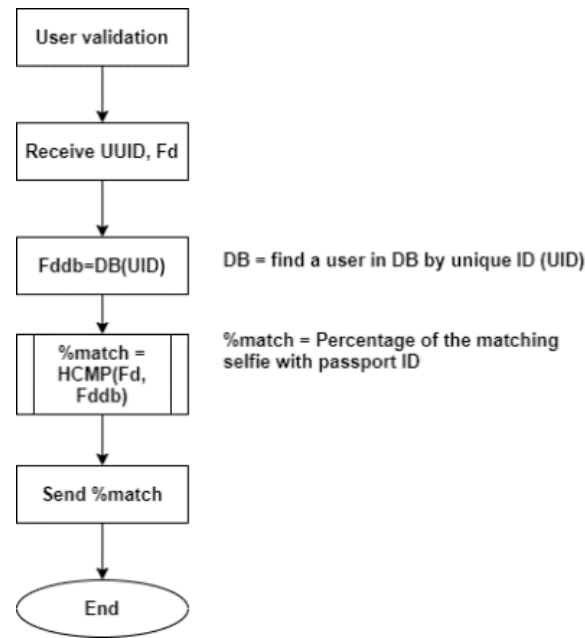 User validation
Receive UUID, Fd
Fddb=DB(UID)
DB = find a user in DB by unique ID (UID)
%match =
HCMP(Fd,
Fddb)
%match = Percentage of the matching
selfie with passport ID
Send %match
End